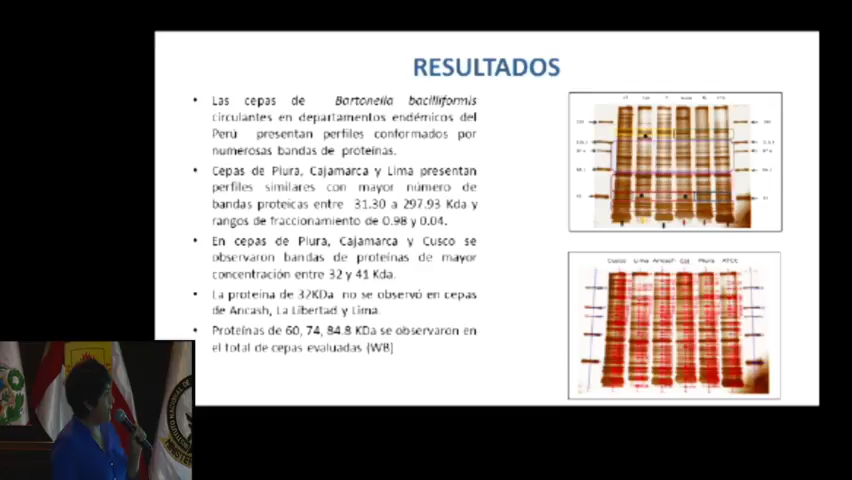 RESULTADOS
• Las cepas de Bartonella bacilliformis
circulantes en departamentos endémicos del
Perú presentan perfiles conformados por
numerosas bandas de proteínas.
• Cepas de Piura, Cajamarca y Lima presentan
perfiles similares con mayor número de
bandas proteicas entre 31.30 a 297.93 Kda y
rangos de fraccionamiento de 0.98 y 0.04.
• En cepas de Piura, Cajamarca y Cusco se
observaron bandas de proteínas de mayor
concentración entre 32 y 41 Kda.
• La proteína de 32KDa no se observó en cepas
de Ancash, La Libertad y Lima.
• Proteínas de 60, 74, 84.8 KDa se observaron en
el total de cepas evaluadas (WB)
Cusco Lima Ancash Piura